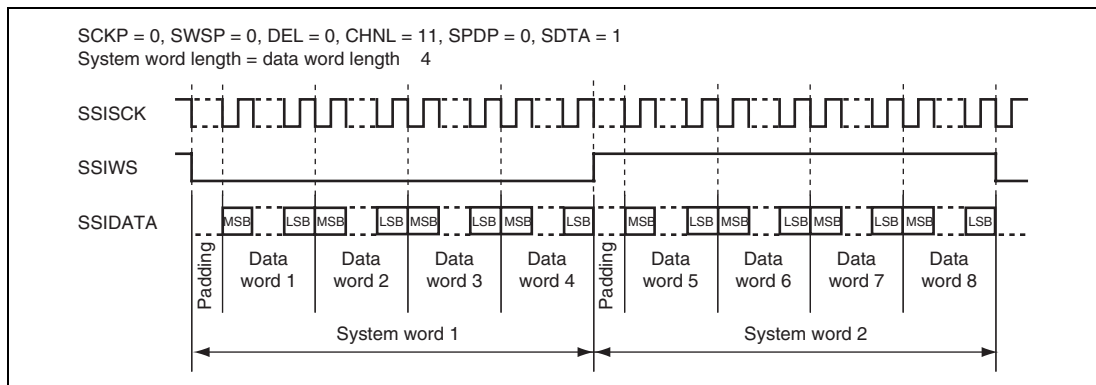 SCKP = 0, SWSP = 0, DEL = 0, CHNL = 11, SPDP = 0, SDTA = 1
System word length = data word length 4
SSISCK
SSIWS
SSIDATA
MSB LSB MSB LSB MSB LSB MSB LSB MSB LSB MSB LSB MSB LSB MSB LSB
Padding
Data word 1
Data word 2
Data word 3
Data word 4
Padding
Data word 5
Data word 6
Data word 7
Data word 8
System word 1
System word 2